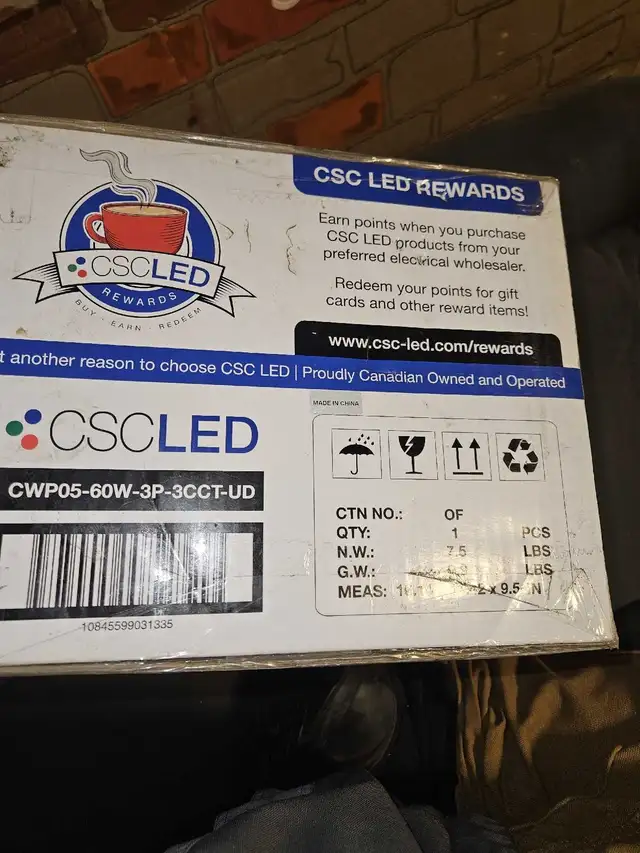 CSCLED
REWARDS
BUY · EARN · REDEEM
CSC LED REWARDS
Earn points when you purchase
CSC LED products from your
preferred electrical wholesaler.
Redeem your points for gift
cards and other reward items!
www.csc-led.com/rewards
another reason to choose CSC LED | Proudly Canadian Owned and Operated
CSCLED
CWP05-60W-3P-3CCT-UD
10845599031335
MADE IN CHINA
CTN NO.: OF
QTY: 1 PCS
N.W.: 7.5 LBS
G.W.: LBS
MEAS: x 9.5 IN